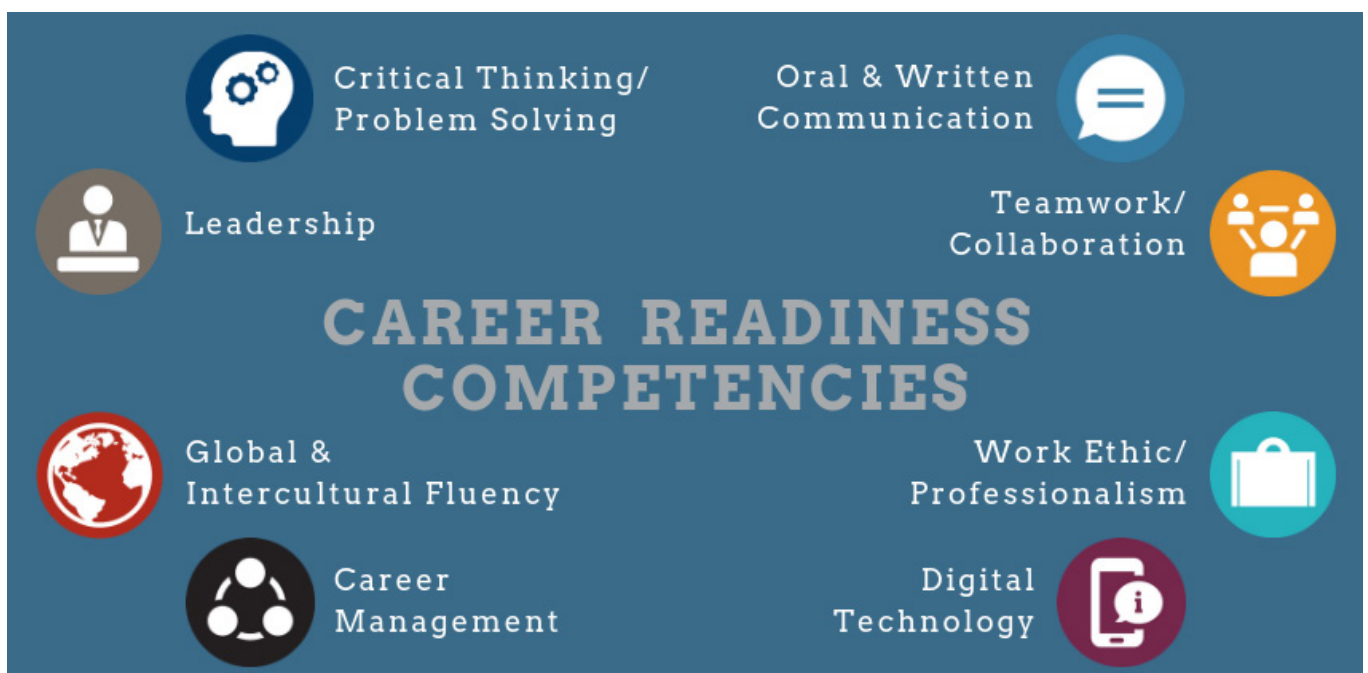 Critical Thinking/
Problem Solving
Oral & Written
Communication
Leadership
Teamwork/
Collaboration
CAREER READINESS
COMPETENCIES
Global &
Intercultural Fluency
Work Ethic/
Professionalism
Career
Management
Digital
Technology
i